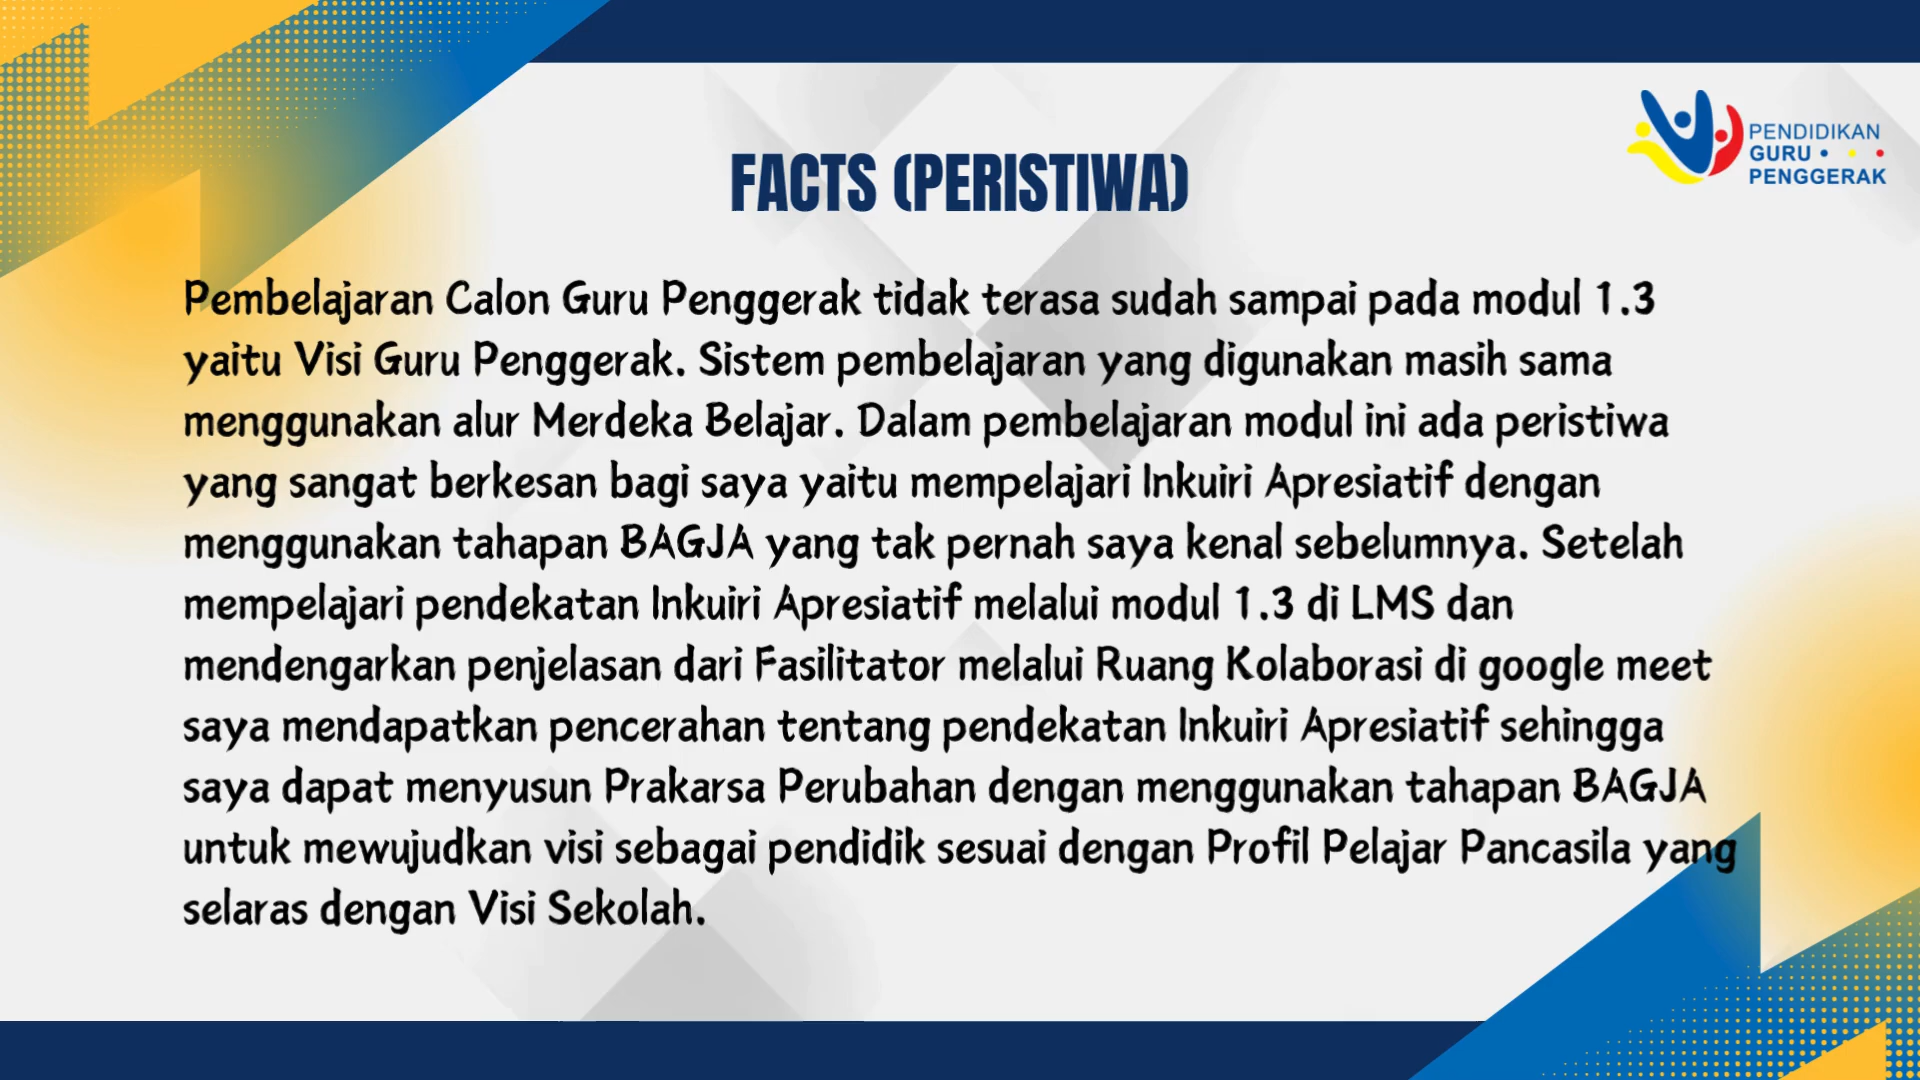 FACTS (PERISTIWA)
PENDIDIKAN
GURU
PENGGERAK
Pembelajaran Calon Guru Penggerak tidak terasa sudah sampai pada modul 1.3
yaitu Visi Guru Penggerak. Sistem pembelajaran yang digunakan masih sama
menggunakan alur Merdeka Belajar. Dalam pembelajaran modul ini ada peristiwa
yang sangat berkesan bagi saya yaitu mempelajari Inkuiri Apresiatif dengan
menggunakan tahapan BAGJA yang tak pernah saya kenal sebelumnya. Setelah
mempelajari pendekatan Inkuiri Apresiatif melalui modul 1.3 di LMS dan
mendengarkan penjelasan dari Fasilitator melalui Ruang Kolaborasi di google meet
saya mendapatkan pencerahan tentang pendekatan Inkuiri Apresiatif sehingga
saya dapat menyusun Prakarsa Perubahan dengan menggunakan tahapan BAGJA
untuk mewujudkan visi sebagai pendidik sesuai dengan Profil Pelajar Pancasila yang
selaras dengan Visi Sekolah.